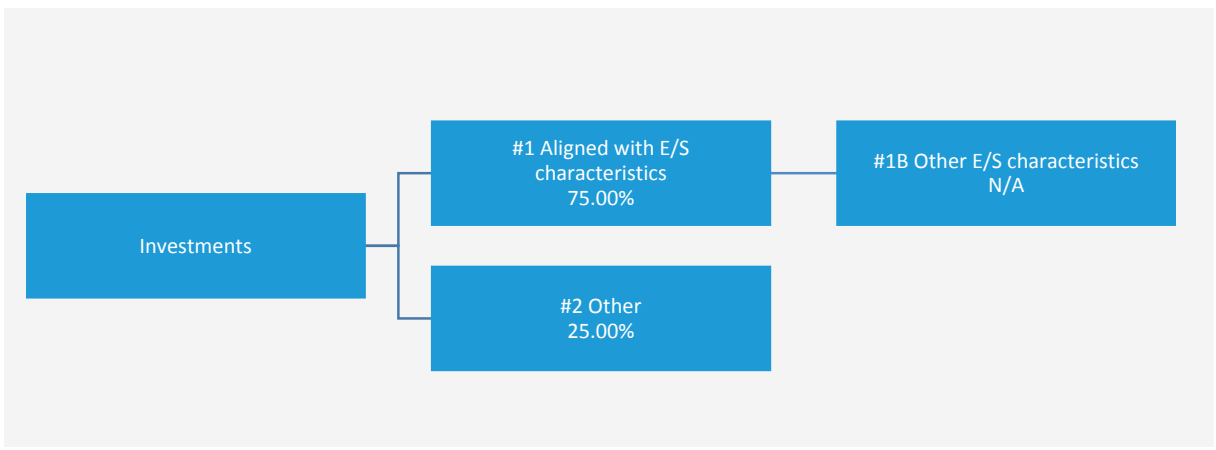 Investments
#1 Aligned with E/S
characteristics
75.00%
#1B Other E/S characteristics
N/A
#2 Other
25.00%